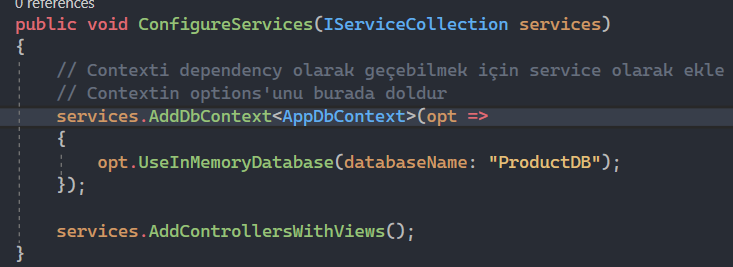 0 references
public void ConfigureServices(IServiceCollection services)
{
// Contexti dependency olarak geçebilmek için service olarak ekle
// Contextin options'unu burada doldur
services.AddDbContext<AppDbContext>(opt =>
{
opt.UseInMemoryDatabase(databaseName: "ProductDB");
});
services.AddControllersWithViews();
}